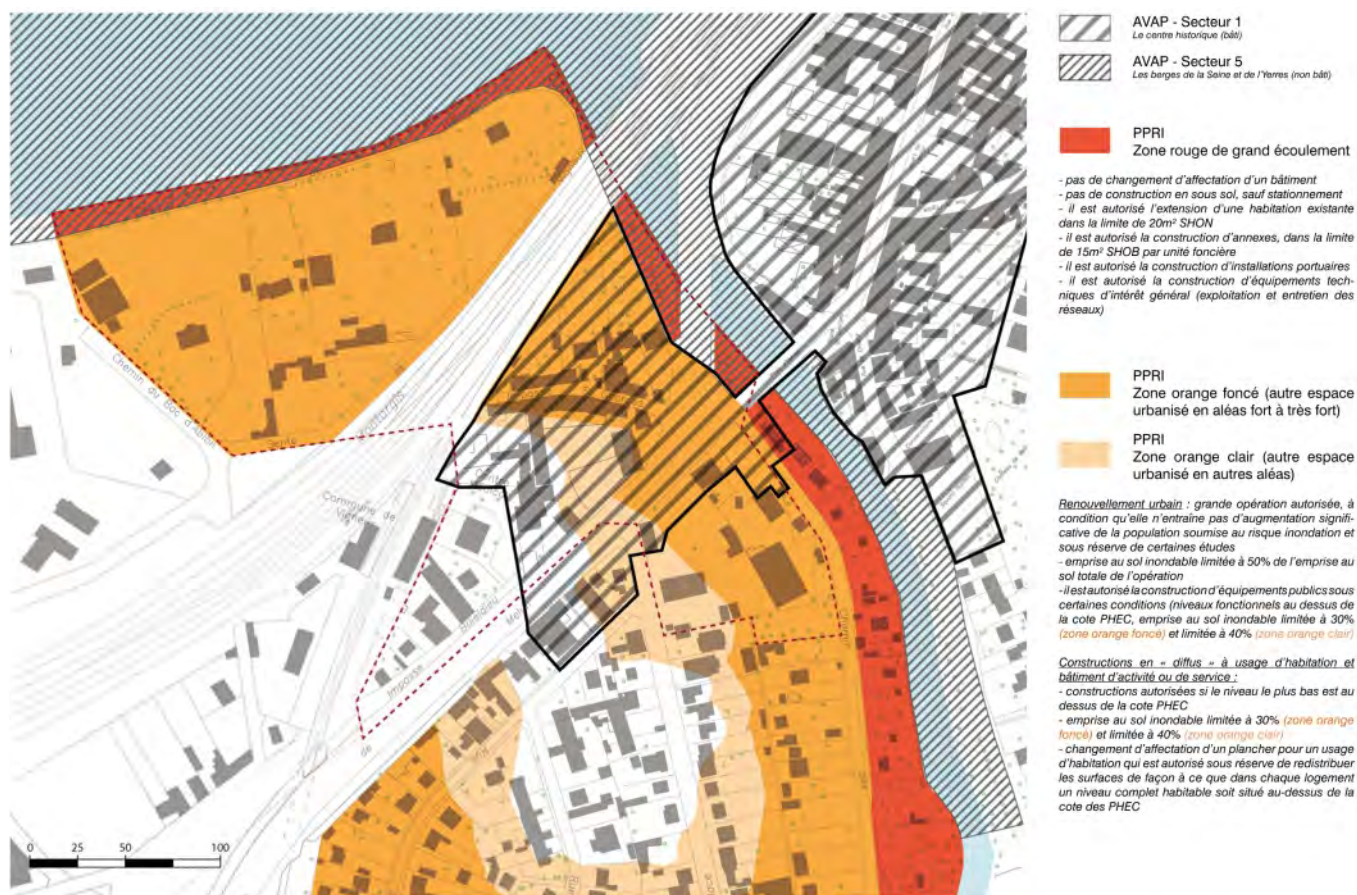 AVAP - Secteur 1
Le centre historique (bâti)
AVAP - Secteur 5
Les berges de la Seine et de l'Yerres (non bâti)
PPRI
Zone rouge de grand écoulement
- pas de changement d'affectation d'un bâtiment
- pas de construction en sous sol, sauf stationnement
- il est autorisé l'extension d'une habitation existante
dans la limite de 20m² SHON
- il est autorisé la construction d'annexes, dans la limite
de 15m² SHOB par unité foncière
- il est autorisé la construction d'installations portuaires
- il est autorisé la construction d'équipements tech-
niques d'intérêt général (exploitation et entretien des
réseaux)
PPRI
Zone orange foncé (autre espace
urbanisé en aléas fort à très fort)
PPRI
Zone orange clair (autre espace
urbanisé en autres aléas)
Renouvellement urbain : grande opération autorisée, à
condition qu'elle n'entraîne pas d'augmentation signifi-
cative de la population soumise au risque inondation et
sous réserve de certaines études
- emprise au sol inondable limitée à 50% de l'emprise au
sol totale de l'opération
- il est autorisé la construction d'équipements publics sous
certaines conditions (niveaux fonctionnels au dessus de
la cote PHEC, emprise au sol inondable limitée à 30%
(zone orange foncé) et limitée à 40% (zone orange clair)
Constructions en « diffus » à usage d'habitation et
bâtiment d'activité ou de service :
- constructions autorisées si le niveau le plus bas est au
dessus de la cote PHEC
- emprise au sol inondable limitée à 30% (zone orange
foncé) et limitée à 40% (zone orange clair)
- changement d'affectation d'un plancher pour un usage
d'habitation qui est autorisé sous réserve de redistribuer
les surfaces de façon à ce que dans chaque logement
un niveau complet habitable soit situé au-dessus de la
cote des PHEC
Chemin du Bac d'Ablon
Sente
Montargis
Commune de
Impasse
de
0 25 50 100